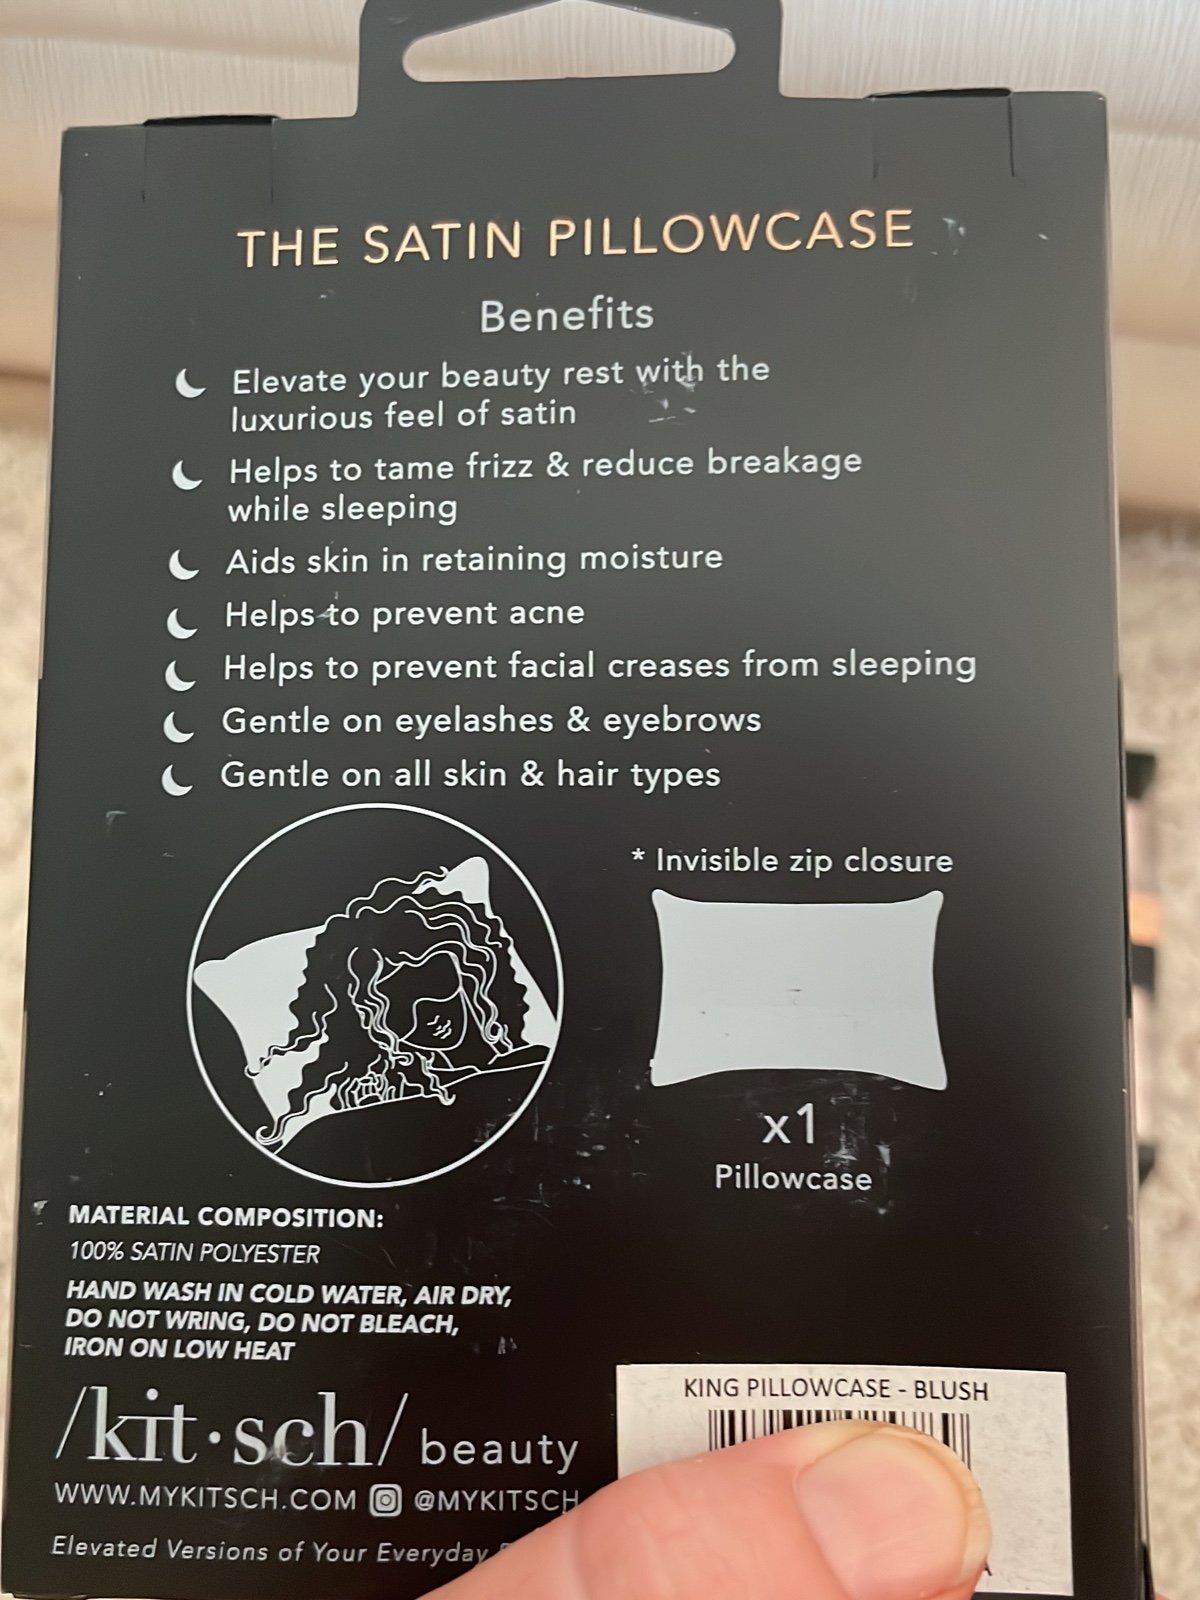 THE SATIN PILLOWCASE
Benefits
Elevate your beauty rest with the
luxurious feel of satin
Helps to tame frizz & reduce breakage
while sleeping
Aids skin in retaining moisture
Helps to prevent acne
Helps to prevent facial creases from sleeping
Gentle on eyelashes & eyebrows
Gentle on all skin & hair types
* Invisible zip closure
x1
Pillowcase
MATERIAL COMPOSITION:
100% SATIN POLYESTER
HAND WASH IN COLD WATER, AIR DRY,
DO NOT WRING, DO NOT BLEACH,
IRON ON LOW HEAT
/kit·sch/ beauty
WWW.MYKITSCH.COM @MYKITSCH
Elevated Versions of Your Everyday
KING PILLOWCASE - BLUSH